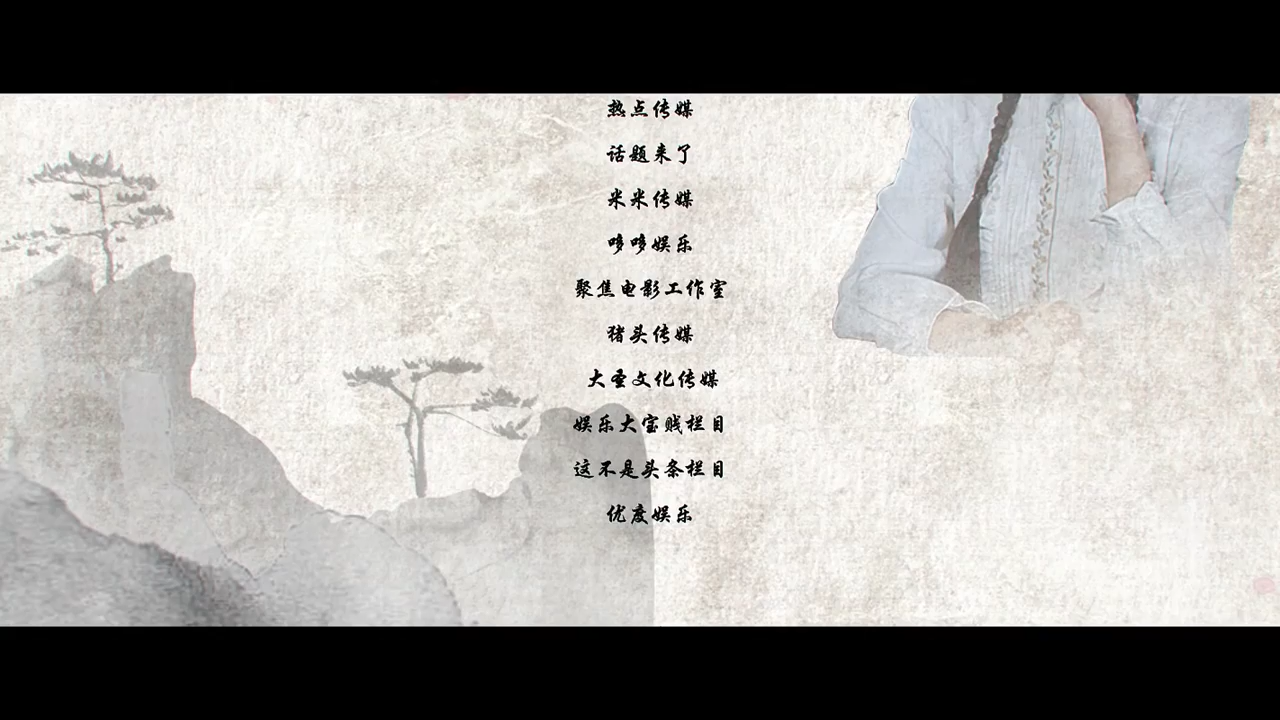 热点传媒
话题来了
米米传媒
哆哆娱乐
聚焦电影工作室
猪头传媒
大圣文化传媒
娱乐大宝贱栏目
这不是头条栏目
优度娱乐